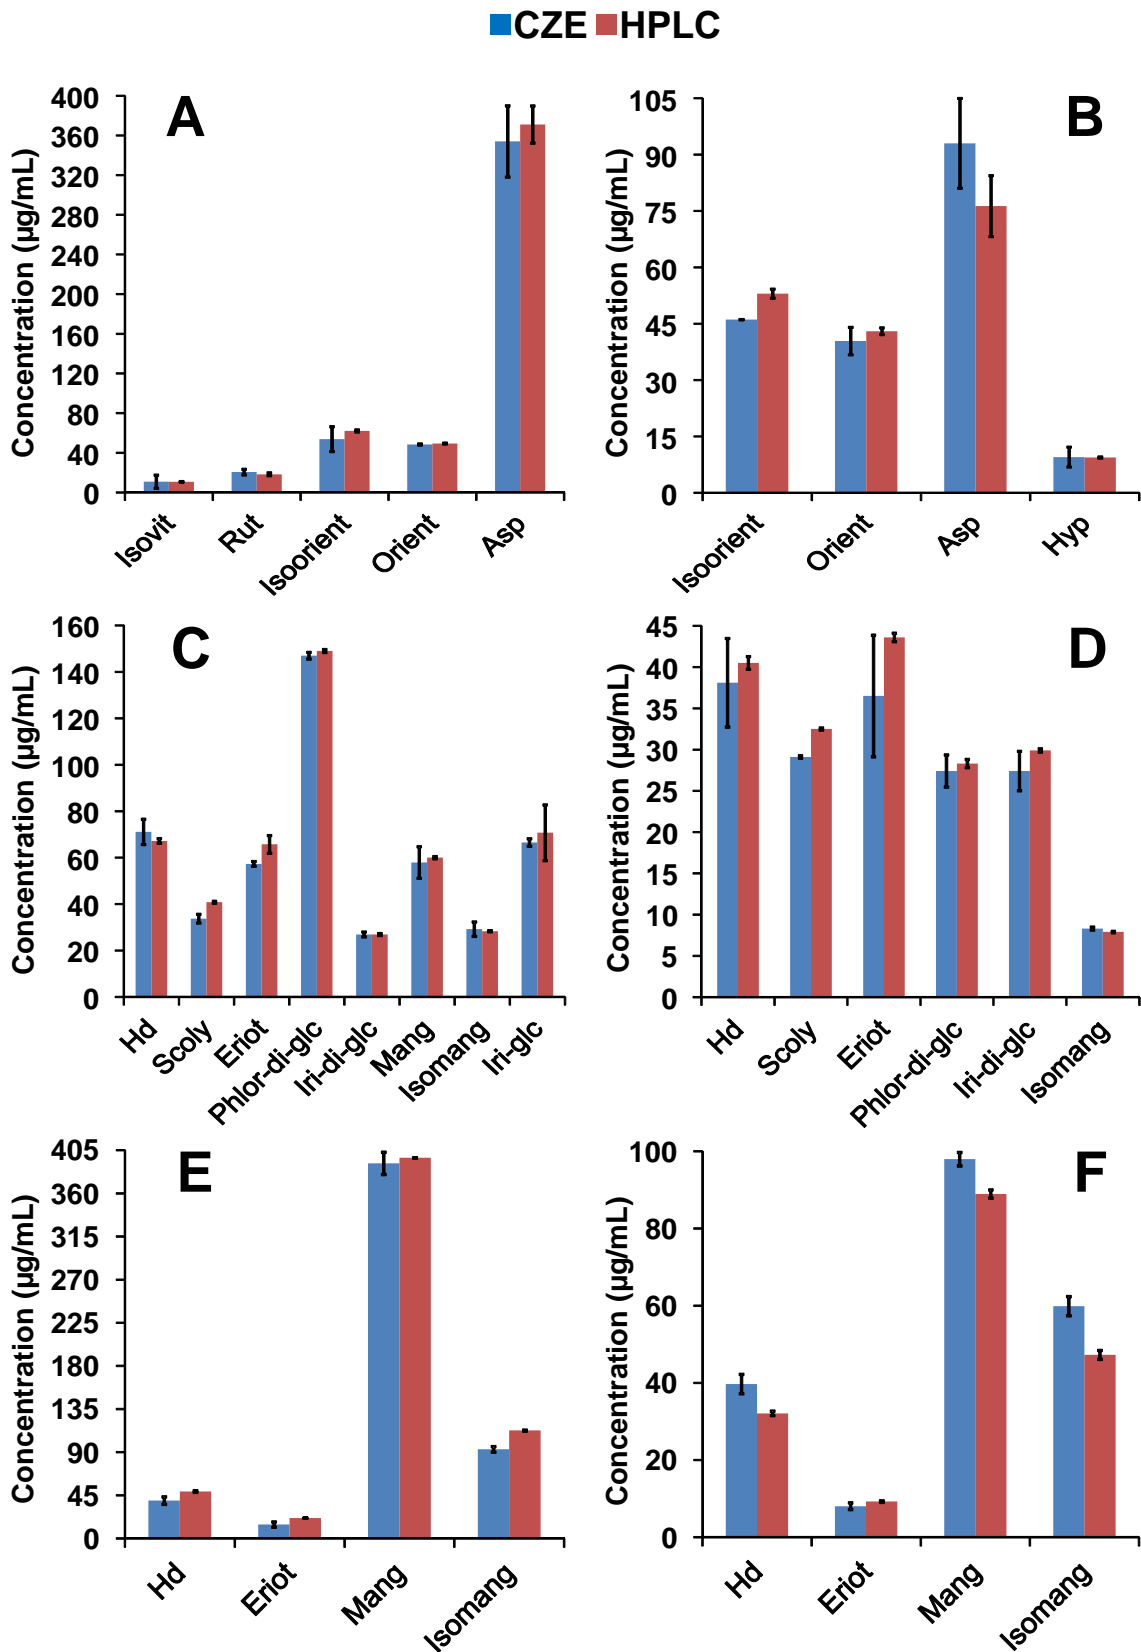 CZE HPLC
A
Concentration (µg/mL)
400
360
320
280
240
200
160
120
80
40
0
Isovit
Rut
Isoorient
Orient
Asp
B
Concentration (µg/mL)
105
90
75
60
45
30
15
0
Isoorient
Orient
Asp
Hyp
C
Concentration (µg/mL)
160
140
120
100
80
60
40
20
0
Hd
Scoly
Eriot
Phlor-di-glc
Iri-di-glc
Mang
Isomang
Iri-glc
D
Concentration (µg/mL)
45
40
35
30
25
20
15
10
5
0
Hd
Scoly
Eriot
Phlor-di-glc
Iri-di-glc
Isomang
E
Concentration (µg/mL)
405
360
315
270
225
180
135
90
45
0
Hd
Eriot
Mang
Isomang
F
Concentration (µg/mL)
100
80
60
40
20
0
Hd
Eriot
Mang
Isomang